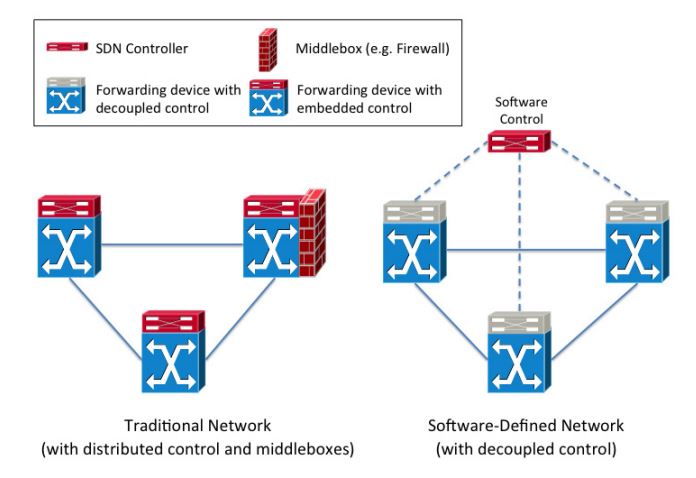 SDN Controller
Middlebox (e.g. Firewall)
Forwarding device with
decoupled control
Forwarding device with
embedded control
Software
Control
Traditional Network
(with distributed control and middleboxes)
Software-Defined Network
(with decoupled control)